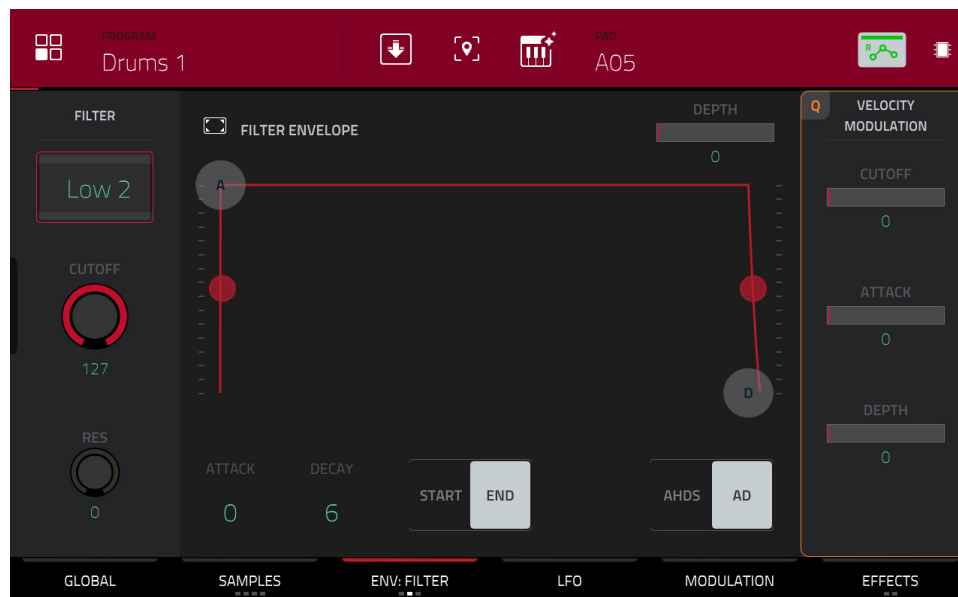 PROGRAM
Drums 1
PAD
A05
R
FILTER
Low 2
CUTOFF
127
RES
0
FILTER ENVELOPE
DEPTH
0
A
D
ATTACK
0
DECAY
6
START
END
AHDS
AD
Q
VELOCITY
MODULATION
CUTOFF
0
ATTACK
0
DEPTH
0
GLOBAL
SAMPLES
ENV: FILTER
LFO
MODULATION
EFFECTS